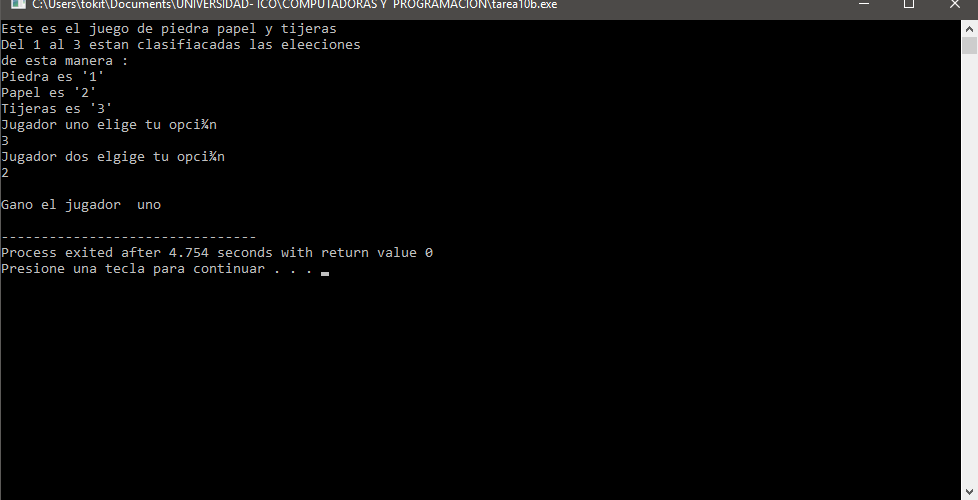 C:\Users\tokit\Documents\UNIVERSIDAD- ICO\COMPUTADORAS Y PROGRAMACION\tarea10b.exe
Este es el juego de piedra papel y tijeras
Del 1 al 3 estan clasifiacadas las eleeciones
de esta manera :
Piedra es '1'
Papel es '2'
Tijeras es '3'
Jugador uno elige tu opci¾n
3
Jugador dos elgige tu opci¾n
2
Gano el jugador  uno
--------------------------------
Process exited after 4.754 seconds with return value 0
Presione una tecla para continuar . . .